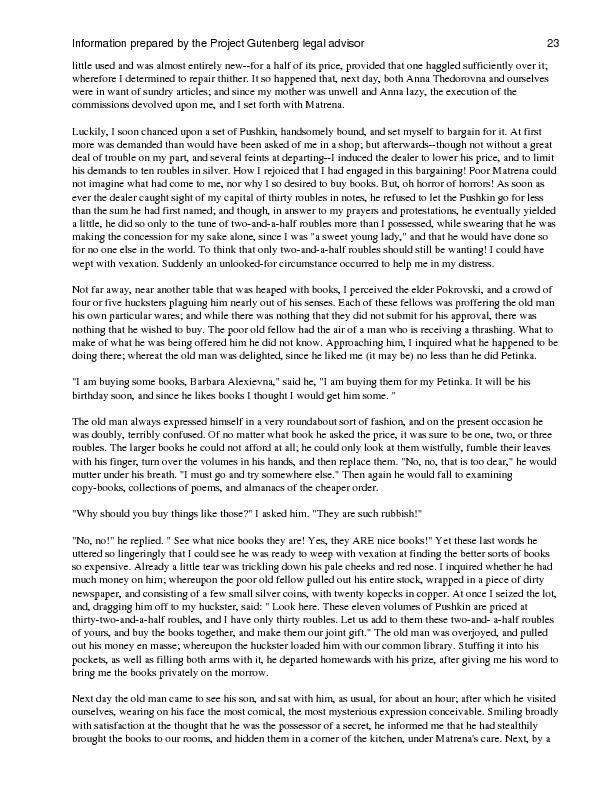 Information prepared by the Project Gutenberg legal advisor 23
little used and was almost entirely new--for a half of its price, provided that one haggled sufficiently over it;
wherefore I determined to repair thither. It so happened that, next day, both Anna Thedorovna and ourselves
were in want of sundry articles; and since my mother was unwell and Anna lazy, the execution of the
commissions devolved upon me, and I set forth with Matrena.
Luckily, I soon chanced upon a set of Pushkin, handsomely bound, and set myself to bargain for it. At first
more was demanded than would have been asked of me in a shop; but afterwards--though not without a great
deal of trouble on my part, and several feints at departing--I induced the dealer to lower his price, and to limit
his demands to ten roubles in silver. How I rejoiced that I had engaged in this bargaining! Poor Matrena could
not imagine what had come to me, nor why I so desired to buy books. But, oh horror of horrors! As soon as
ever the dealer caught sight of my capital of thirty roubles in notes, he refused to let the Pushkin go for less
than the sum he had first named; and though, in answer to my prayers and protestations, he eventually yielded
a little, he did so only to the tune of two-and-a-half roubles more than I possessed, while swearing that he was
making the concession for my sake alone, since I was "a sweet young lady," and that he would have done so
for no one else in the world. To think that only two-and-a-half roubles should still be wanting! I could have
wept with vexation. Suddenly an unlooked-for circumstance occurred to help me in my distress.
Not far away, near another table that was heaped with books, I perceived the elder Pokrovski, and a crowd of
four or five hucksters plaguing him nearly out of his senses. Each of these fellows was proffering the old man
his own particular wares; and while there was nothing that they did not submit for his approval, there was
nothing that he wished to buy. The poor old fellow had the air of a man who is receiving a thrashing. What to
make of what he was being offered him he did not know. Approaching him, I inquired what he happened to be
doing there; whereat the old man was delighted, since he liked me (it may be) no less than he did Petinka.
"I am buying some books, Barbara Alexievna," said he, "I am buying them for my Petinka. It will be his
birthday soon, and since he likes books I thought I would get him some. "
The old man always expressed himself in a very roundabout sort of fashion, and on the present occasion he
was doubly, terribly confused. Of no matter what book he asked the price, it was sure to be one, two, or three
roubles. The larger books he could not afford at all; he could only look at them wistfully, fumble their leaves
with his finger, turn over the volumes in his hands, and then replace them. "No, no, that is too dear," he would
mutter under his breath. "I must go and try somewhere else." Then again he would fall to examining
copy-books, collections of poems, and almanacs of the cheaper order.
"Why should you buy things like those?" I asked him. "They are such rubbish!"
"No, no!" he replied. " See what nice books they are! Yes, they ARE nice books!" Yet these last words he
uttered so lingeringly that I could see he was ready to weep with vexation at finding the better sorts of books
so expensive. Already a little tear was trickling down his pale cheeks and red nose. I inquired whether he had
much money on him; whereupon the poor old fellow pulled out his entire stock, wrapped in a piece of dirty
newspaper, and consisting of a few small silver coins, with twenty kopecks in copper. At once I seized the lot,
and, dragging him off to my huckster, said: " Look here. These eleven volumes of Pushkin are priced at
thirty-two-and-a-half roubles, and I have only thirty roubles. Let us add to them these two-and- a-half roubles
of yours, and buy the books together, and make them our joint gift." The old man was overjoyed, and pulled
out his money en masse; whereupon the huckster loaded him with our common library. Stuffing it into his
pockets, as well as filling both arms with it, he departed homewards with his prize, after giving me his word to
bring me the books privately on the morrow.
Next day the old man came to see his son, and sat with him, as usual, for about an hour; after which he visited
ourselves, wearing on his face the most comical, the most mysterious expression conceivable. Smiling broadly
with satisfaction at the thought that he was the possessor of a secret, he informed me that he had stealthily
brought the books to our rooms, and hidden them in a corner of the kitchen, under Matrena's care. Next, by a